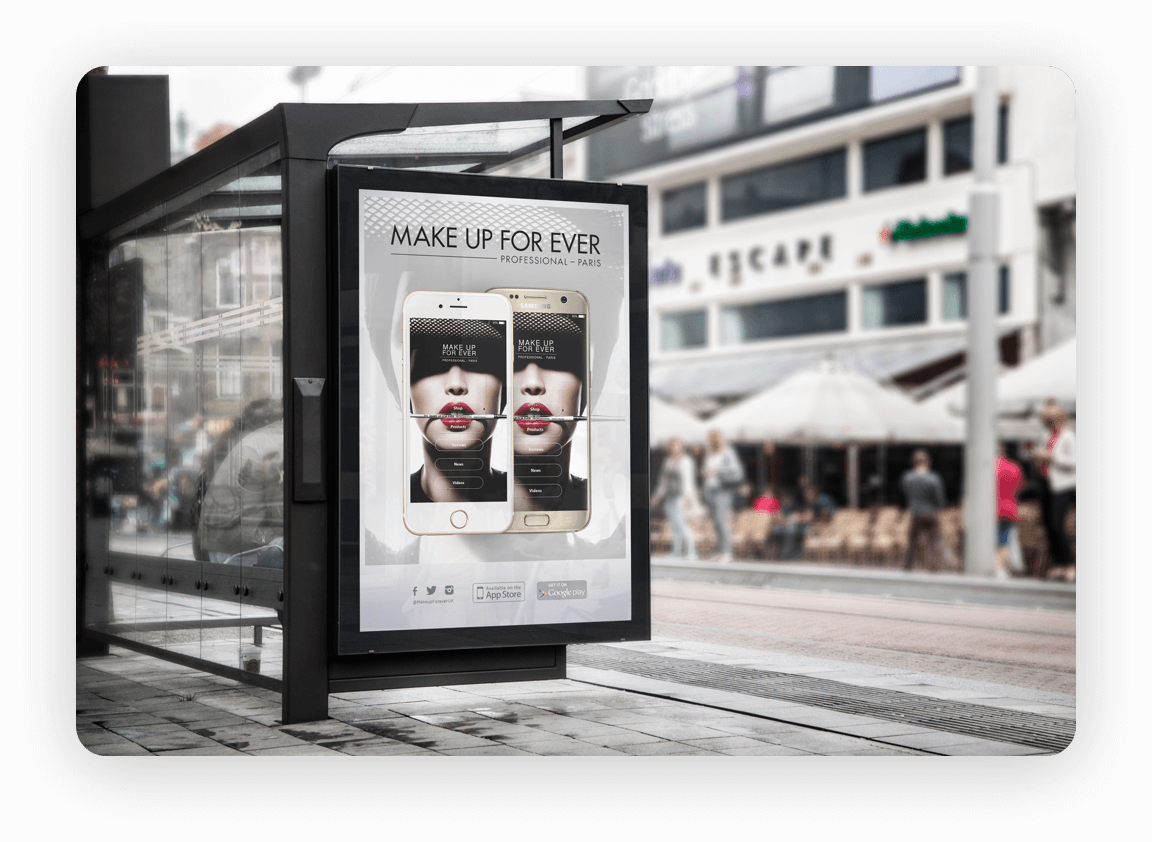 MAKE UP FOR EVER
PROFESSIONAL – PARIS
SAMSUNG
MAKE UP
FOR EVER
PROFESSIONAL - PARIS
MAKE UP
FOR EVER
PROFESSIONAL - PARIS
Shop
Products
News
Videos
Shop
Products
News
Videos
Available on the
App Store
GET IT ON
Google play
ESCAPE
Heineken